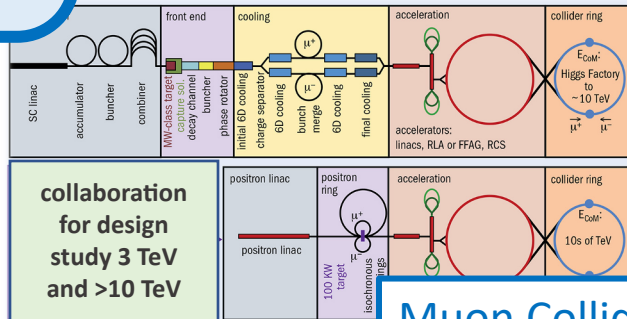 front end
cooling
acceleration
collider ring
SC linac
accumulator
buncher
combiner
MW-class target
capture sol.
decay channel
buncher
phase rotator
initial 6D cooling
charge separator
6D cooling
bunch
merge
6D cooling
final cooling
μ+
μ−
accelerators:
linacs, RLA or FFAG, RCS
ECoM:
Higgs Factory
to
~10 TeV
μ+ μ−
collaboration
for design
study 3 TeV
and >10 TeV
positron linac
positron
ring
acceleration
collider ring
positron linac
μ+
μ−
100 KW
target
isochronous
ECoM:
10s of TeV